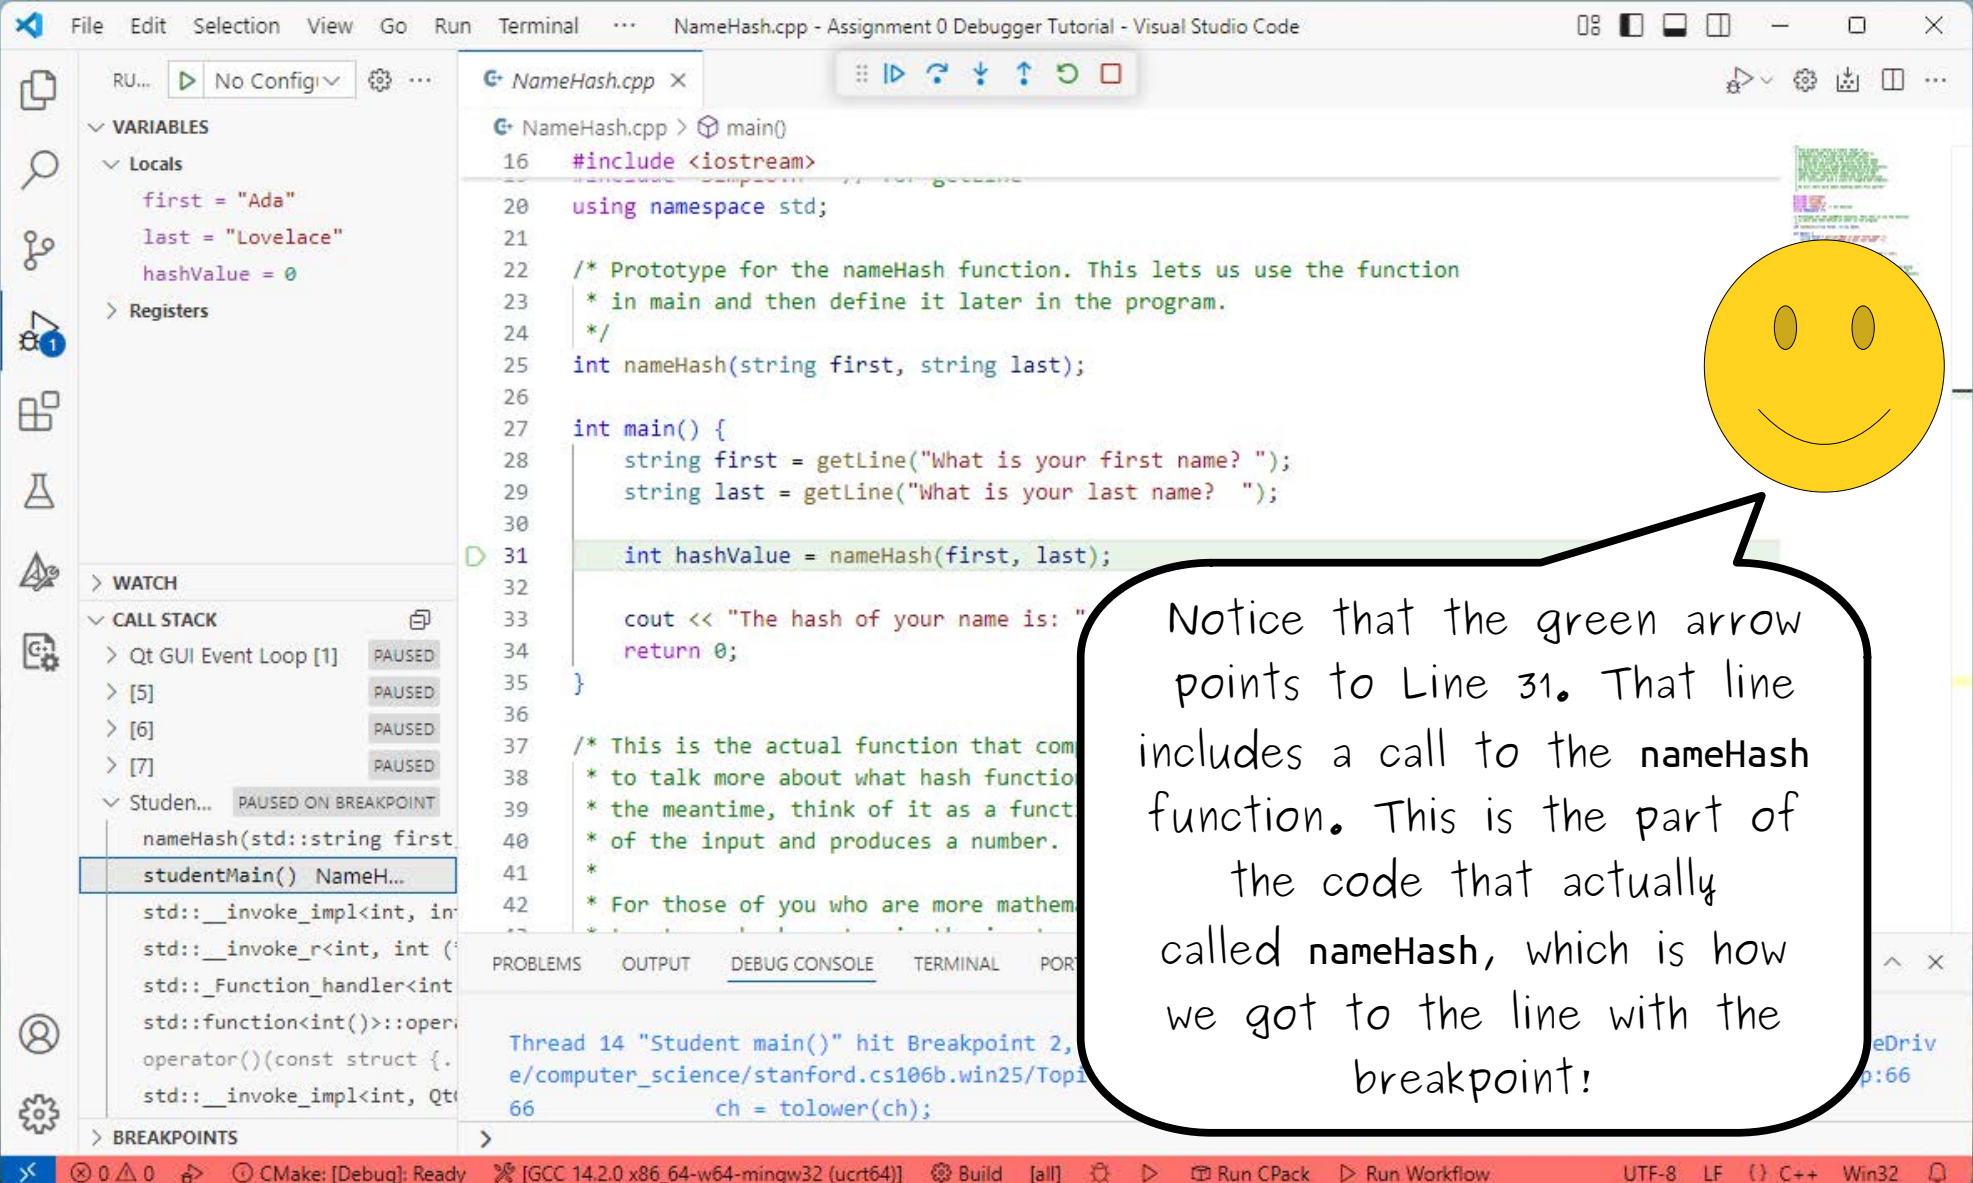 File Edit Selection View Go Run Terminal ··· NameHash.cpp - Assignment 0 Debugger Tutorial - Visual Studio Code
RU... No Config ···
NameHash.cpp
VARIABLES
Locals
first = "Ada"
last = "Lovelace"
hashValue = 0
Registers
1
WATCH
CALL STACK
Qt GUI Event Loop [1] PAUSED
[5] PAUSED
[6] PAUSED
[7] PAUSED
Studen... PAUSED ON BREAKPOINT
nameHash(std::string first,
studentMain() NameH...
std::__invoke_impl<int, in
std::__invoke_r<int, int (
std::_Function_handler<int
std::function<int()>::oper
operator()(const struct {.
std::__invoke_impl<int, Qt
BREAKPOINTS
NameHash.cpp > main()
16 #include <iostream>
20 using namespace std;
21
22 /* Prototype for the nameHash function. This lets us use the function
23 * in main and then define it later in the program.
24 */
25 int nameHash(string first, string last);
26
27 int main() {
28 string first = getLine("What is your first name? ");
29 string last = getLine("What is your last name?  ");
30
31 int hashValue = nameHash(first, last);
32
33 cout << "The hash of your name is: "
34 return 0;
35 }
36
37 /* This is the actual function that com
38 * to talk more about what hash functio
39 * the meantime, think of it as a funct
40 * of the input and produces a number.
41 *
42 * For those of you who are more mathem
Notice that the green arrow
points to Line 31. That line
includes a call to the nameHash
function. This is the part of
the code that actually
called nameHash, which is how
we got to the line with the
breakpoint!
PROBLEMS OUTPUT DEBUG CONSOLE TERMINAL POR
Thread 14 "Student main()" hit Breakpoint 2, eDriv
e/computer_science/stanford.cs106b.win25/Topi p:66
66 ch = tolower(ch);
>
0 0 CMake: [Debug]: Ready [GCC 14.2.0 x86_64-w64-mingw32 (ucrt64)] Build [all] Run CPack Run Workflow UTF-8 LF {} C++ Win32